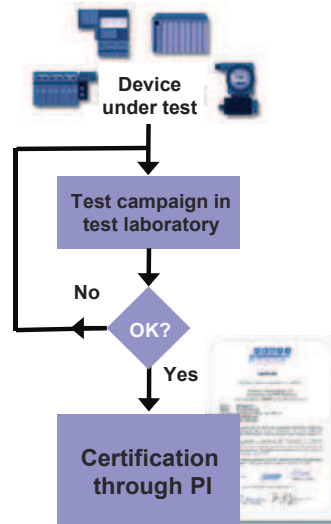 Device
under test
Test campaign in
test laboratory
No
OK?
Yes
Certification
through PI